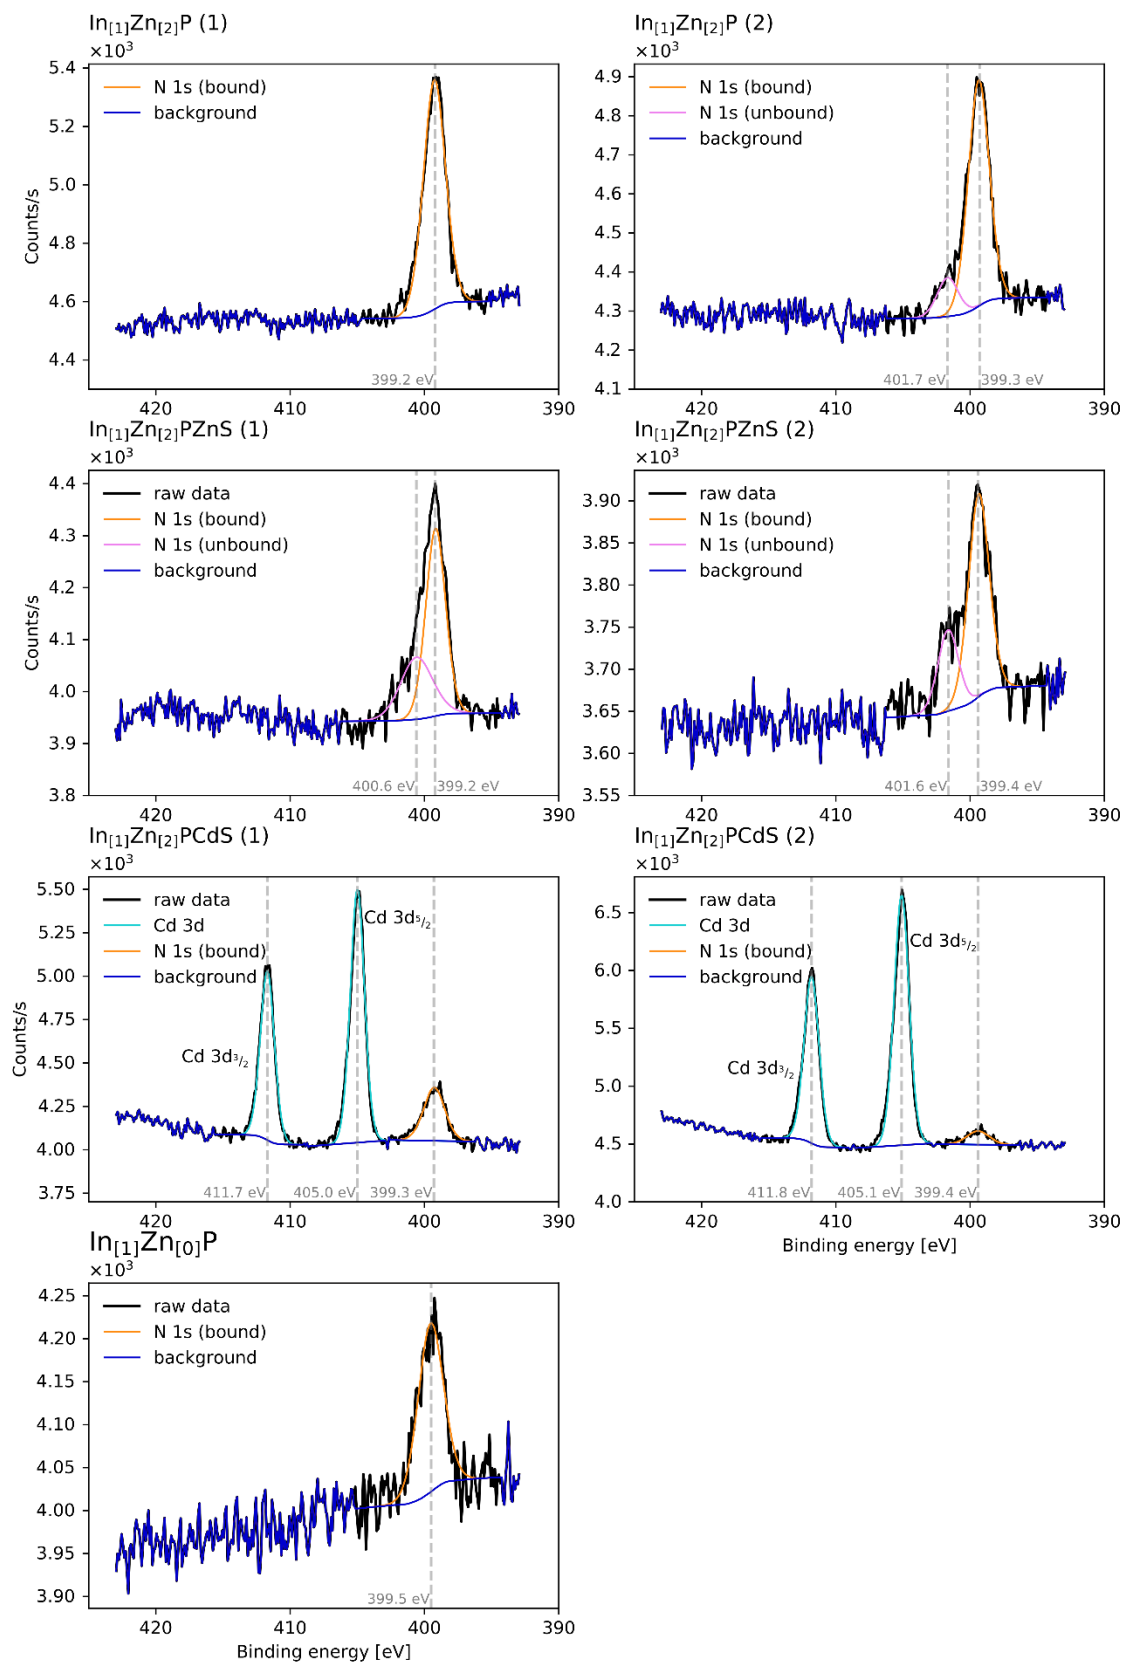 In[1]Zn[2]P (1)
×10³
5.4
5.2
5.0
4.8
4.6
4.4
Counts/s
N 1s (bound)
background
399.2 eV
420
410
400
390
In[1]Zn[2]P (2)
×10³
4.9
4.8
4.7
4.6
4.5
4.4
4.3
4.2
4.1
N 1s (bound)
N 1s (unbound)
background
401.7 eV
399.3 eV
420
410
400
390
In[1]Zn[2]PZnS (1)
×10³
4.4
4.3
4.2
4.1
4.0
3.9
3.8
Counts/s
raw data
N 1s (bound)
N 1s (unbound)
background
400.6 eV
399.2 eV
420
410
400
390
In[1]Zn[2]PZnS (2)
×10³
3.90
3.85
3.80
3.75
3.70
3.65
3.60
3.55
raw data
N 1s (bound)
N 1s (unbound)
background
401.6 eV
399.4 eV
420
410
400
390
In[1]Zn[2]PCdS (1)
×10³
5.50
5.25
5.00
4.75
4.50
4.25
4.00
3.75
Counts/s
raw data
Cd 3d
N 1s (bound)
background
Cd 3d5/2
Cd 3d3/2
411.7 eV
405.0 eV
399.3 eV
420
410
400
390
In[1]Zn[2]PCdS (2)
×10³
6.5
6.0
5.5
5.0
4.5
4.0
raw data
Cd 3d
N 1s (bound)
background
Cd 3d5/2
Cd 3d3/2
411.8 eV
405.1 eV
399.4 eV
420
410
400
390
Binding energy [eV]
In[1]Zn[0]P
×10³
4.25
4.20
4.15
4.10
4.05
4.00
3.95
3.90
raw data
N 1s (bound)
background
399.5 eV
420
410
400
390
Binding energy [eV]